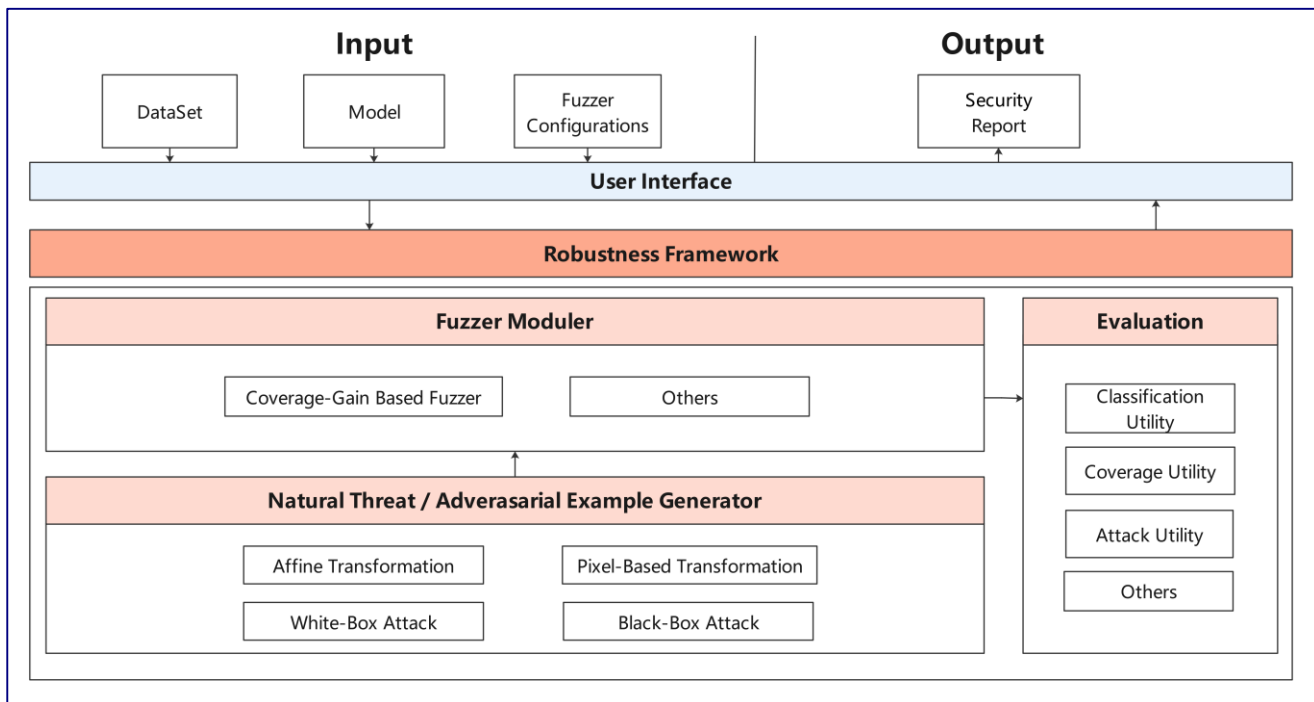 Input
Output
DataSet
Model
Fuzzer
Configurations
Security
Report
User Interface
Robustness Framework
Fuzzer Moduler
Coverage-Gain Based Fuzzer
Others
Natural Threat / Adverasarial Example Generator
Affine Transformation
Pixel-Based Transformation
White-Box Attack
Black-Box Attack
Evaluation
Classification
Utility
Coverage Utility
Attack Utility
Others